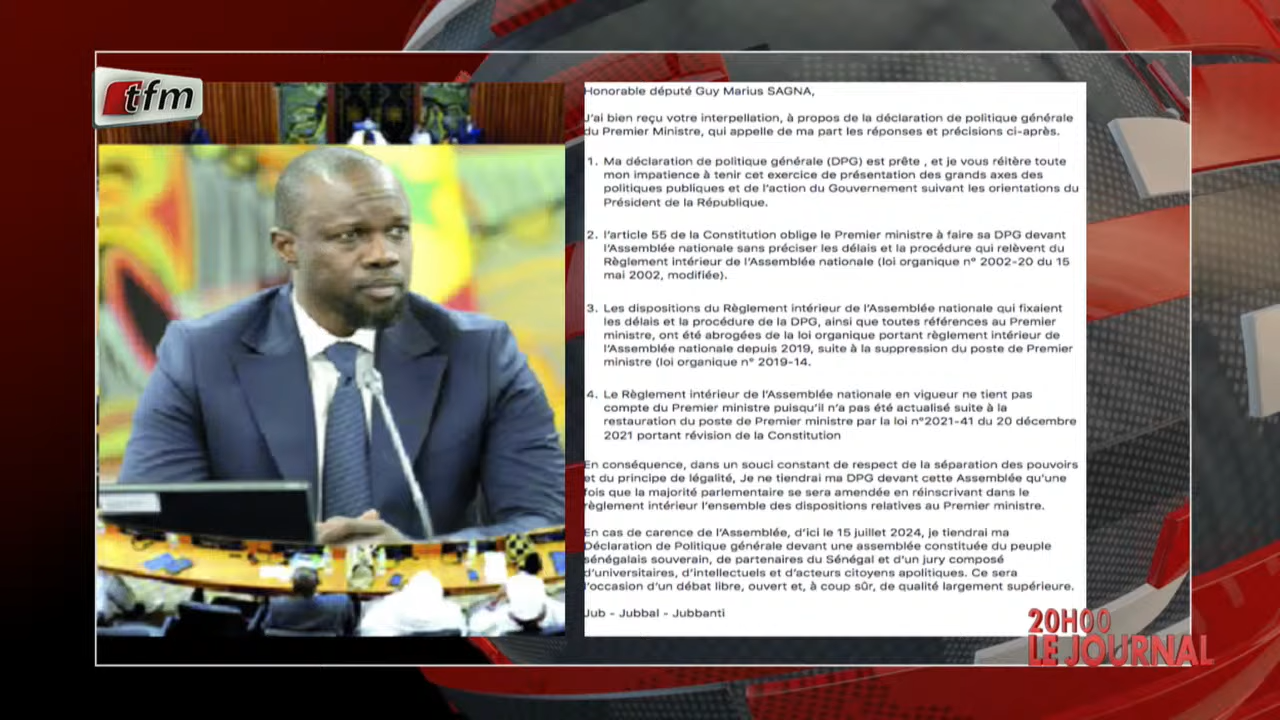 tfm
Honorable député Guy Marius SAGNA,
J'ai bien reçu votre interpellation, à propos de la déclaration de politique générale
du Premier Ministre, qui appelle de ma part les réponses et précisions ci-après.
1. Ma déclaration de politique générale (DPG) est prête , et je vous réitère toute
mon impatience à tenir cet exercice de présentation des grands axes des
politiques publiques et de l'action du Gouvernement suivant les orientations du
Président de la République.
2. l'article 55 de la Constitution oblige le Premier ministre à faire sa DPG devant
l'Assemblée nationale sans préciser les délais et la procédure qui relèvent du
Règlement intérieur de l'Assemblée nationale (loi organique n° 2002-20 du 15
mai 2002, modifiée).
3. Les dispositions du Règlement intérieur de l'Assemblée nationale qui fixaient
les délais et la procédure de la DPG, ainsi que toutes références au Premier
ministre, ont été abrogées de la loi organique portant règlement intérieur de
l'Assemblée nationale depuis 2019, suite à la suppression du poste de Premier
ministre (loi organique n° 2019-14.
4. Le Règlement intérieur de l'Assemblée nationale en vigueur ne tient pas
compte du Premier ministre puisqu'il n'a pas été actualisé suite à la
restauration du poste de Premier ministre par la loi n°2021-41 du 20 décembre
2021 portant révision de la Constitution
En conséquence, dans un souci constant de respect de la séparation des pouvoirs
et du principe de légalité, Je ne tiendrai ma DPG devant cette Assemblée qu'une
fois que la majorité parlementaire se sera amendée en réinscrivant dans le
règlement intérieur l'ensemble des dispositions relatives au Premier ministre.
En cas de carence de l'Assemblée, d'ici le 15 juillet 2024, je tiendrai ma
Déclaration de Politique générale devant une assemblée constituée du peuple
sénégalais souverain, de partenaires du Sénégal et d'un jury composé
d'universitaires, d'intellectuels et d'acteurs citoyens apolitiques. Ce sera
l'occasion d'un débat libre, ouvert et, à coup sûr, de qualité largement supérieure.
Jub - Jubbal - Jubbanti
20H00
LE JOURNAL